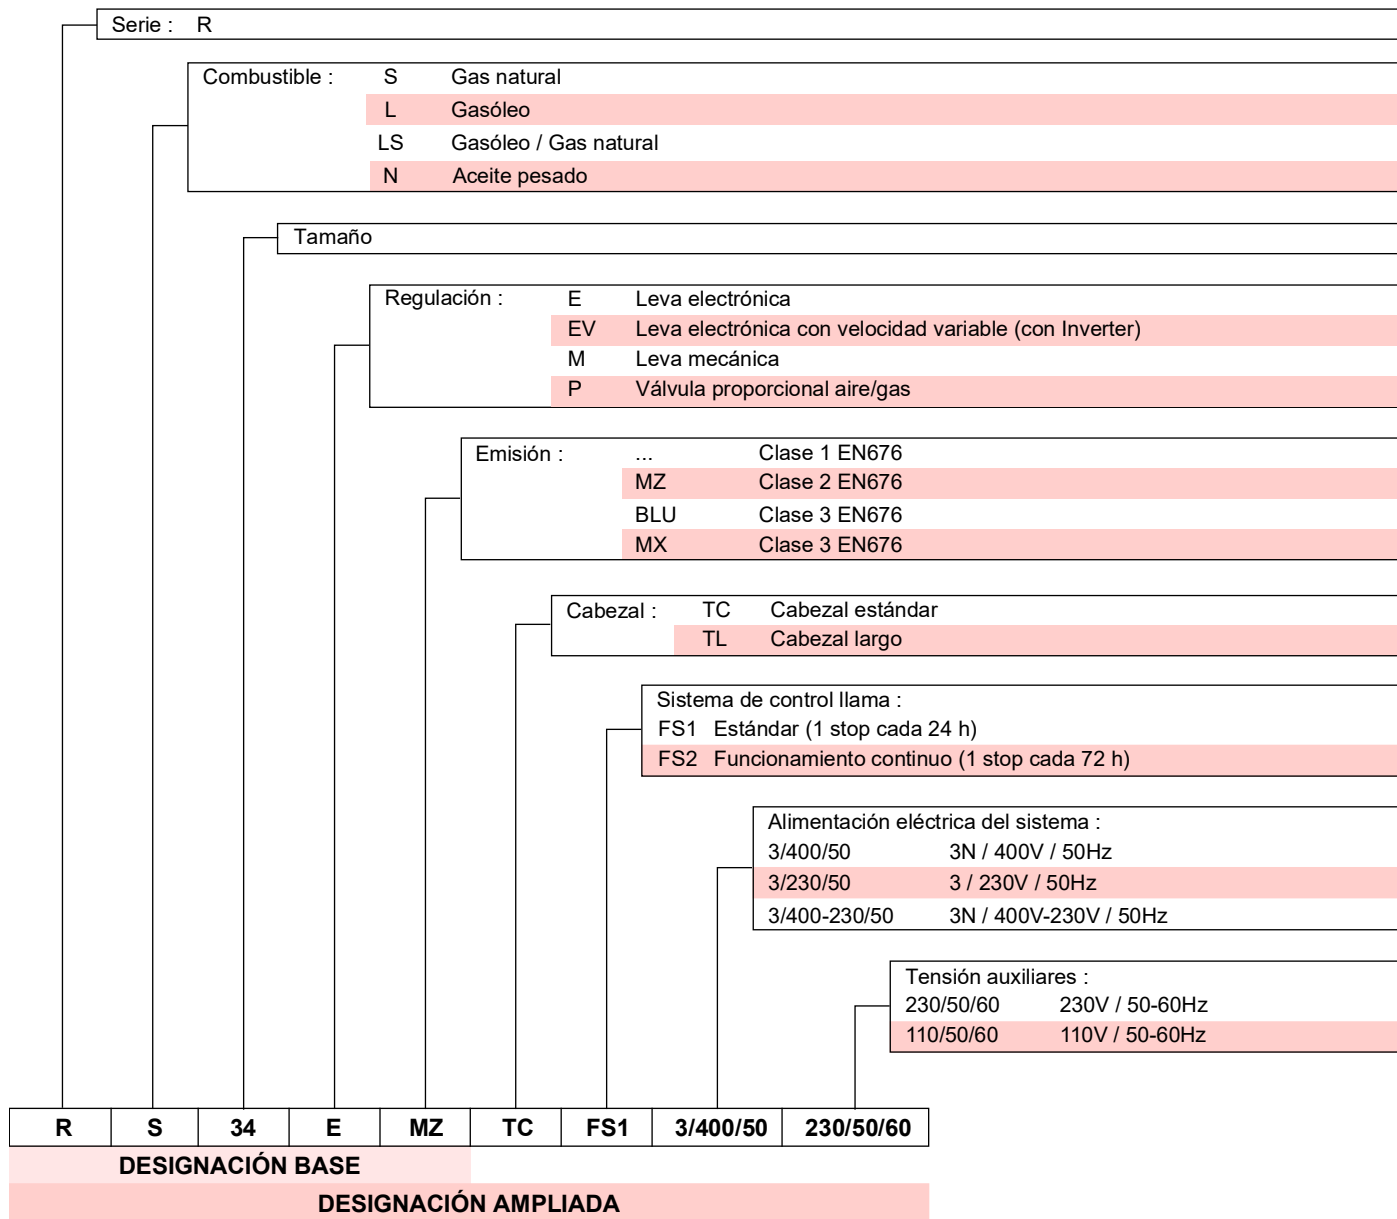 Serie : R
Combustible : S Gas natural
L Gasóleo
LS Gasóleo / Gas natural
N Aceite pesado
Tamaño
Regulación : E Leva electrónica
EV Leva electrónica con velocidad variable (con Inverter)
M Leva mecánica
P Válvula proporcional aire/gas
Emisión : ... Clase 1 EN676
MZ Clase 2 EN676
BLU Clase 3 EN676
MX Clase 3 EN676
Cabezal : TC Cabezal estándar
TL Cabezal largo
Sistema de control llama :
FS1 Estándar (1 stop cada 24 h)
FS2 Funcionamiento continuo (1 stop cada 72 h)
Alimentación eléctrica del sistema :
3/400/50 3N / 400V / 50Hz
3/230/50 3 / 230V / 50Hz
3/400-230/50 3N / 400V-230V / 50Hz
Tensión auxiliares :
230/50/60 230V / 50-60Hz
110/50/60 110V / 50-60Hz
R S 34 E MZ TC FS1 3/400/50 230/50/60
DESIGNACIÓN BASE
DESIGNACIÓN AMPLIADA